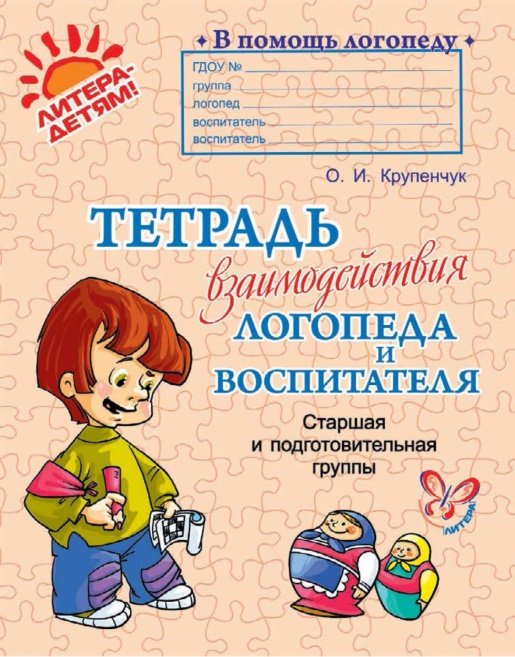 ЛИТЕРА-
ДЕТЯМ!
В помощь логопеду
ГДОУ №
группа
логопед
воспитатель
воспитатель
О. И. Крупенчук
ТЕТРАДЬ
взаимодействия
ЛОГОПЕДА
и
ВОСПИТАТЕЛЯ
Старшая
и подготовительная
группы
ЛИТЕРА